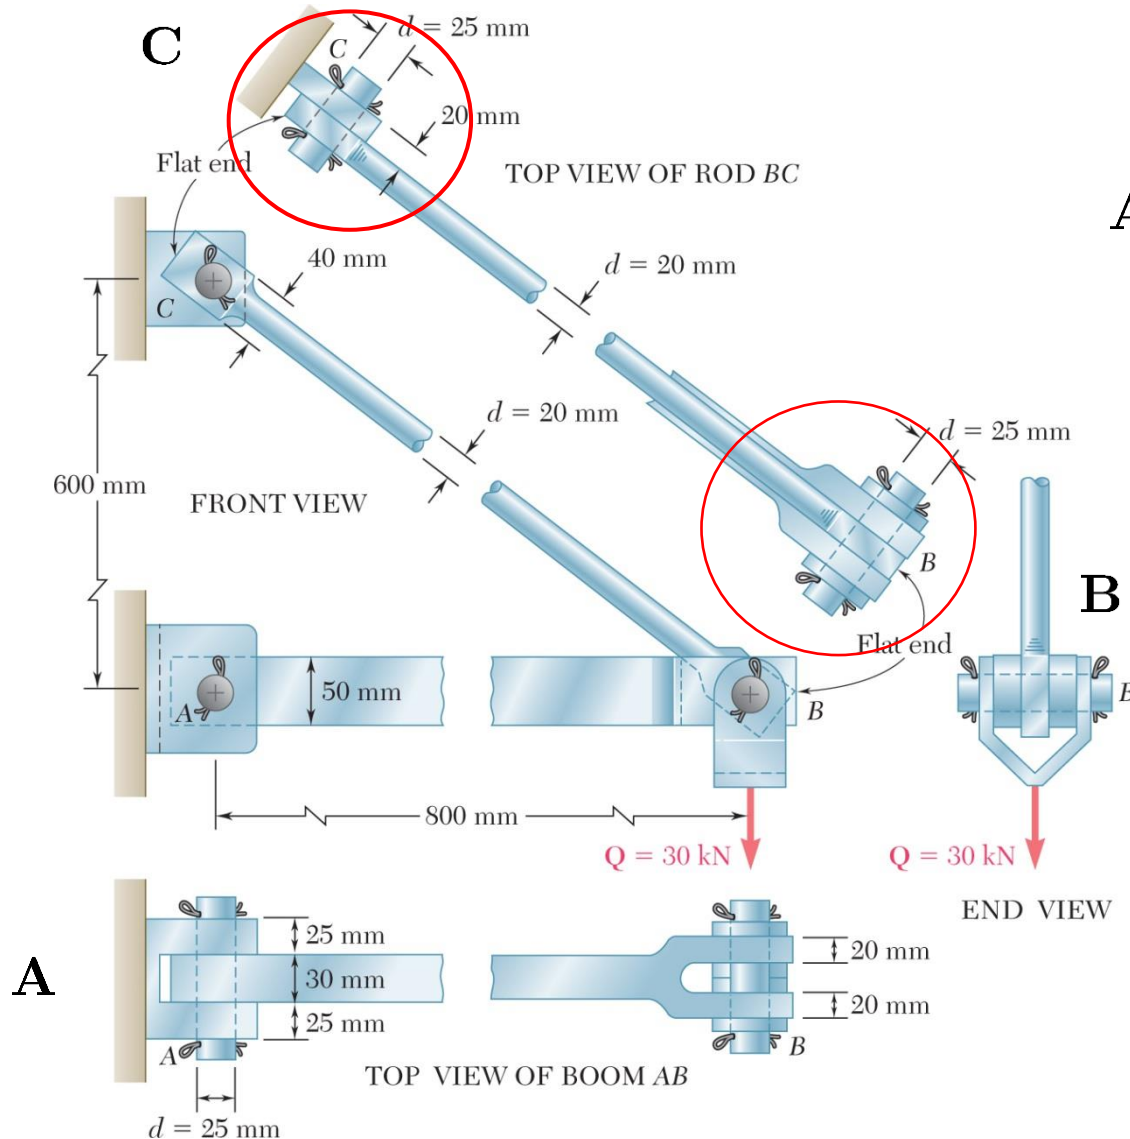 C
d = 25 mm
C
20 mm
Flat end
TOP VIEW OF ROD BC
A
40 mm
d = 20 mm
C
d = 20 mm
d = 25 mm
600 mm
FRONT VIEW
B
B
Flat end
50 mm
A
B
B
800 mm
Q = 30 kN
Q = 30 kN
END VIEW
25 mm
20 mm
A
30 mm
20 mm
25 mm
A
B
TOP VIEW OF BOOM AB
d = 25 mm